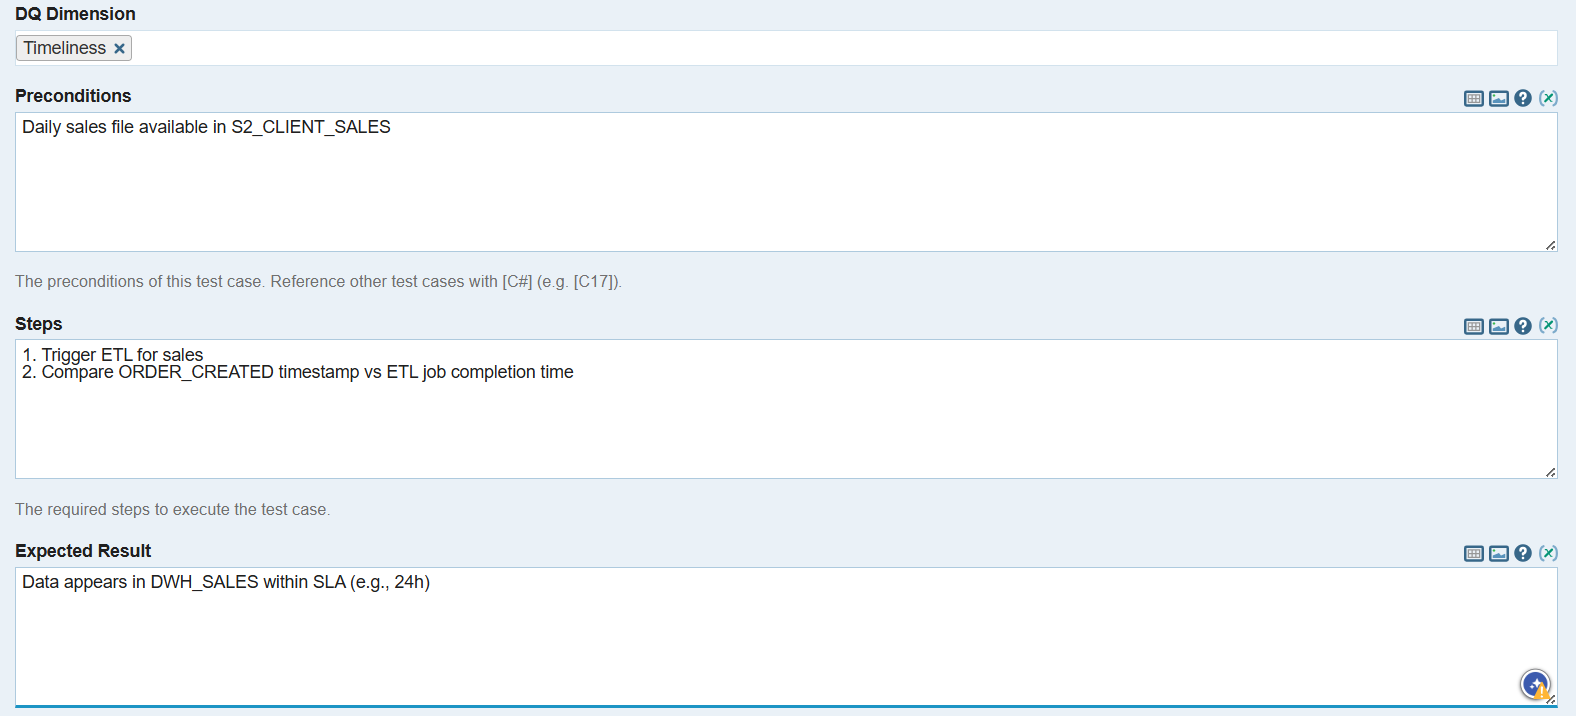 DQ Dimension
Timeliness
Preconditions
Daily sales file available in S2_CLIENT_SALES
The preconditions of this test case. Reference other test cases with [C#] (e.g. [C17]).
Steps
1. Trigger ETL for sales
2. Compare ORDER_CREATED timestamp vs ETL job completion time
The required steps to execute the test case.
Expected Result
Data appears in DWH_SALES within SLA (e.g., 24h)